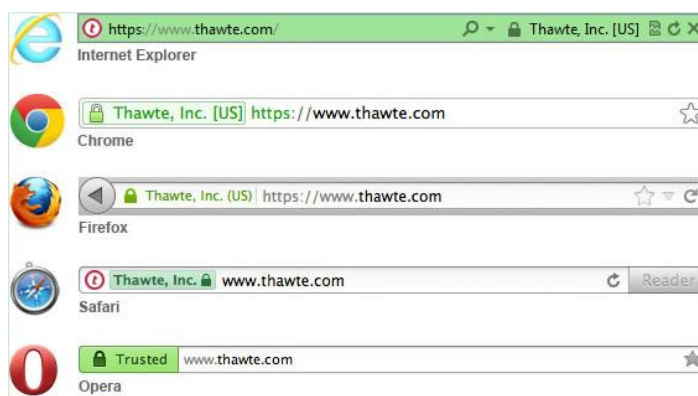 https://www.thawte.com/ Thawte, Inc. [US]
Internet Explorer
Thawte, Inc. [US] https://www.thawte.com
Chrome
Thawte, Inc. (US) https://www.thawte.com
Firefox
t Thawte, Inc. www.thawte.com Reader
Safari
Trusted www.thawte.com
Opera